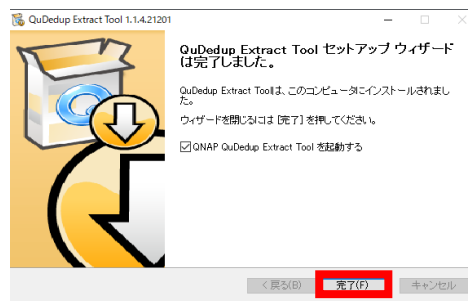 QuDedup Extract Tool 1.1.4.21201
QuDedup Extract Tool セットアップ ウィザード
は完了しました。
QuDedup Extract Toolは、このコンピュータにインストールされまし
た。
ウィザードを閉じるには [完了] を押してください。
QNAP QuDedup Extract Tool を起動する
< 戻る(B)
完了(F)
キャンセル